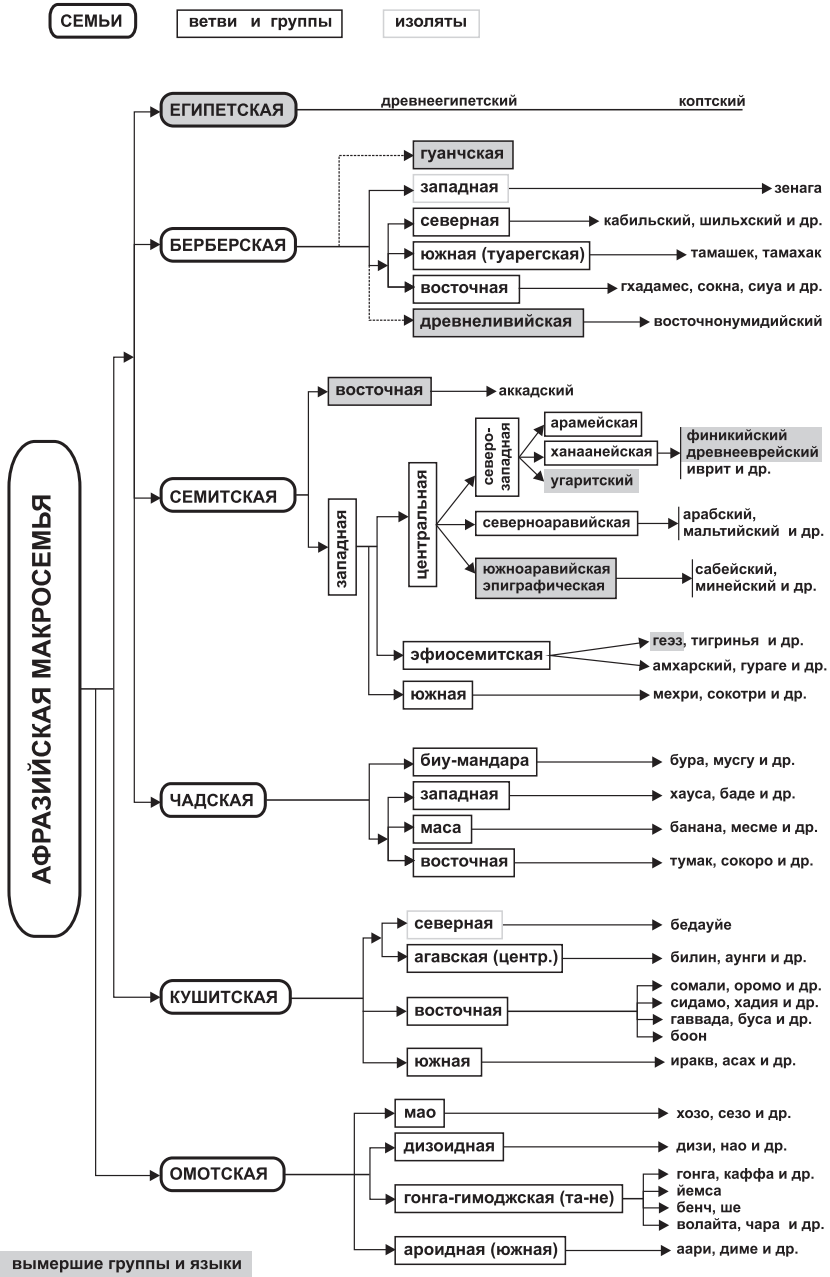 СЕМЬИ
ветви и группы
изоляты
ЕГИПЕТСКАЯ
древнеегипетский
коптский
гуанчская
западная
зенага
северная
кабильский, шильхский и др.
БЕРБЕРСКАЯ
южная (туарегская)
тамашек, тамахак
восточная
гхадамес, сокна, сиуа и др.
древнеливийская
восточнонумидийский
восточная
аккадский
СЕМИТСКАЯ
западная
центральная
северо-
западная
арамейская
ханаанейская
угаритский
финикийский
древнееврейский
иврит и др.
северноаравийская
арабский,
мальтийский и др.
южноаравийская
эпиграфическая
сабейский,
минейский и др.
эфиосемитская
геэз, тигринья и др.
амхарский, гураге и др.
южная
мехри, сокотри и др.
АФРАЗИЙСКАЯ МАКРОСЕМЬЯ
биу-мандара
бура, мусгу и др.
ЧАДСКАЯ
западная
хауса, баде и др.
маса
банана, месме и др.
восточная
тумак, сокоро и др.
северная
бедауйе
агавская (центр.)
билин, аунги и др.
КУШИТСКАЯ
восточная
сомали, оромо и др.
сидамо, хадия и др.
гаввада, буса и др.
боон
южная
иракв, асах и др.
мао
хозо, сезо и др.
дизоидная
дизи, нао и др.
ОМОТСКАЯ
гонга-гимоджская (та-не)
гонга, каффа и др.
йемса
бенч, ше
волайта, чара и др.
ароидная (южная)
аари, диме и др.
вымершие группы и языки